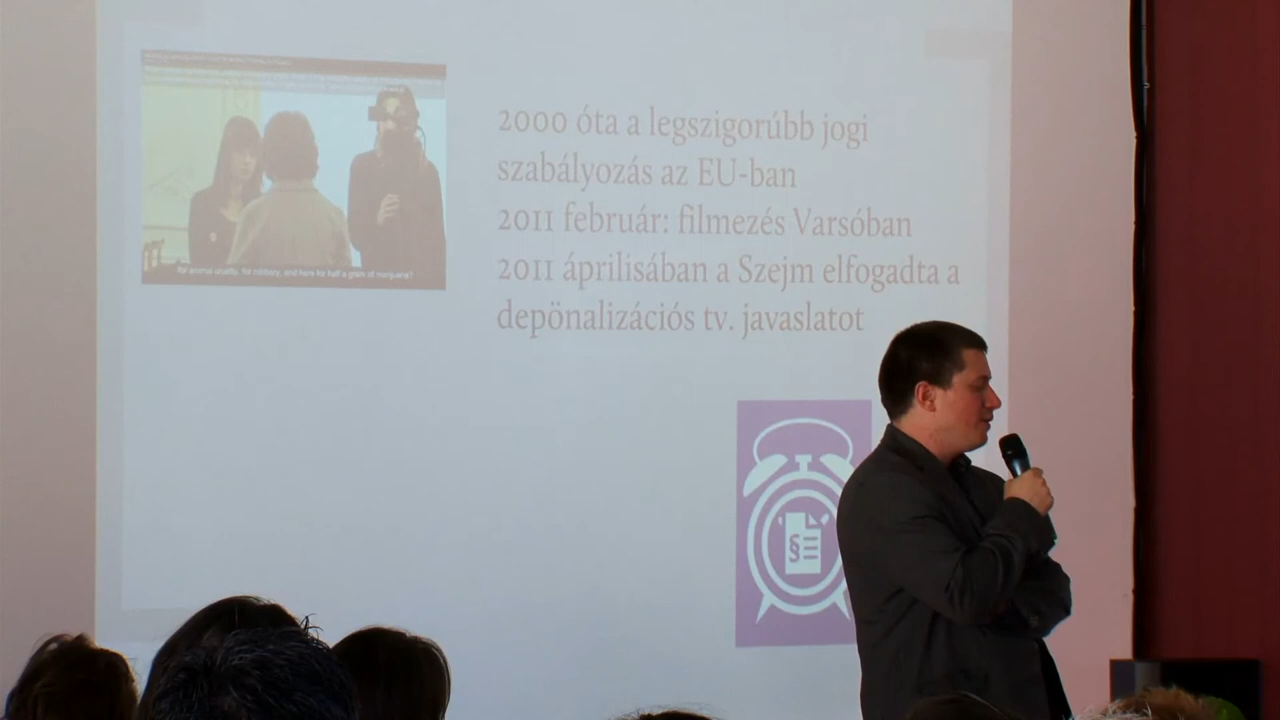 2000 óta a legszigorúbb jogi
szabályozás az EU-ban
2011 február: filmezés Varsóban
2011 áprilisában a Szejm elfogadta a
depönalizációs tv. javaslatot
for animal cruelty, for robbery, and here for half a gram of marijuana?
§